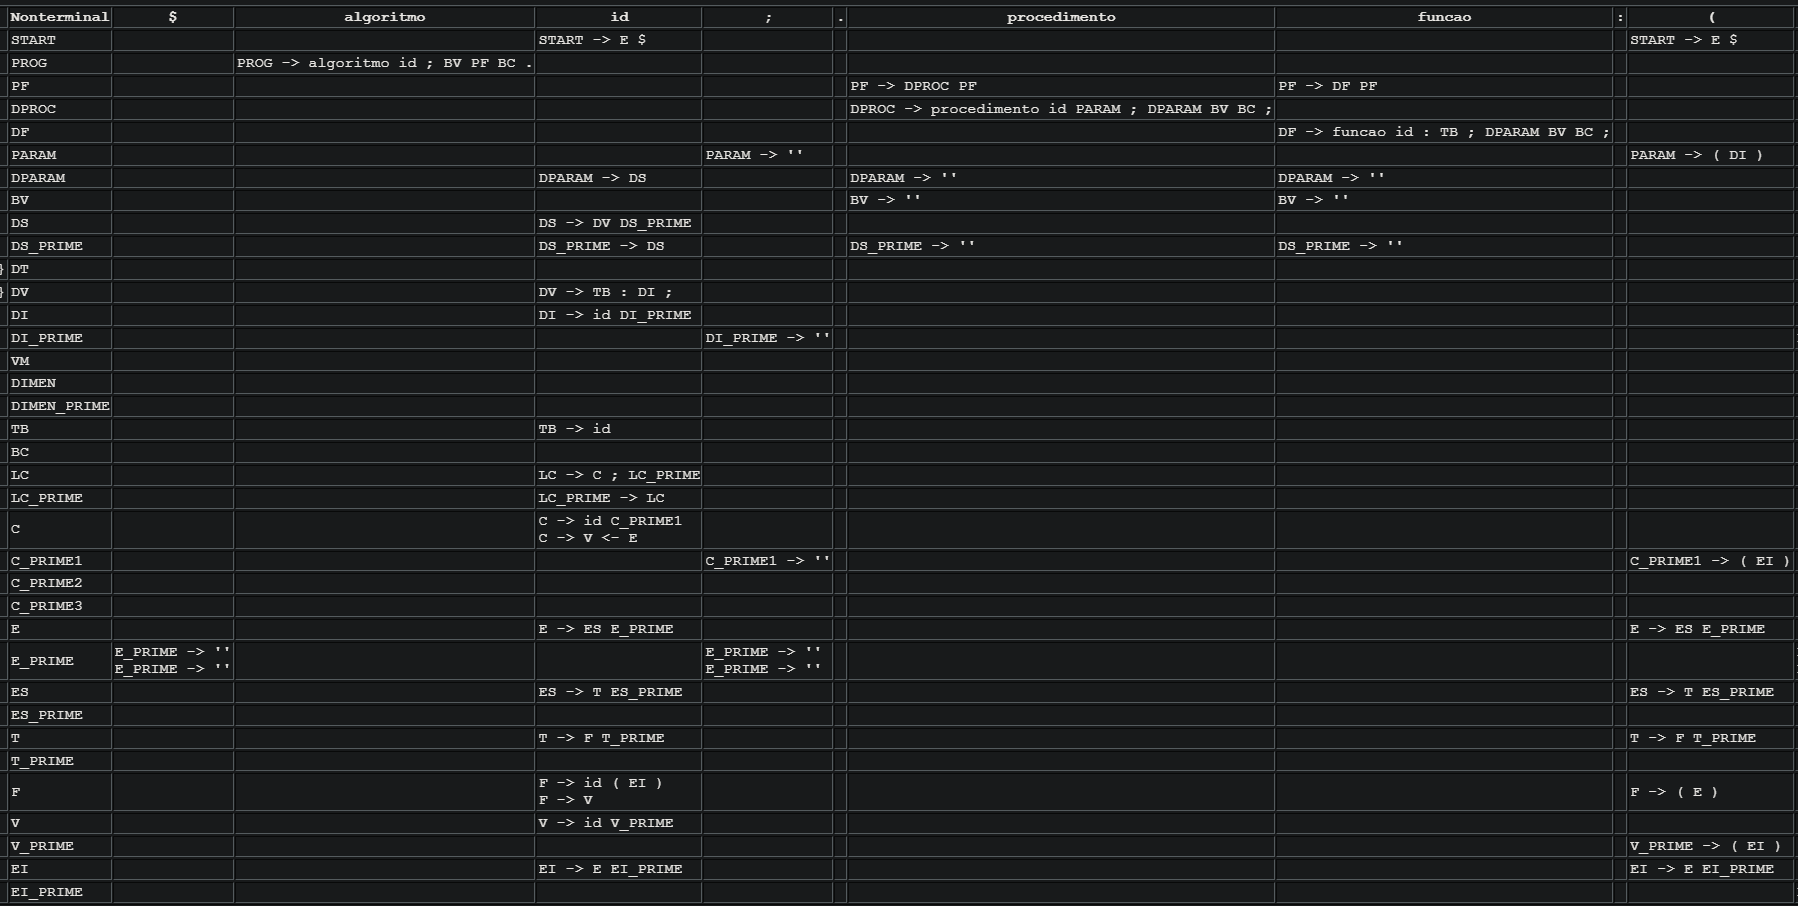 Nonterminal $ algoritmo id ; . procedimento funcao : (
START START -> E $ START -> E $
PROG PROG -> algoritmo id ; BV PF BC .
PF PF -> DPROC PF PF -> DF PF
DPROC DPROC -> procedimento id PARAM ; DPARAM BV BC ;
DF DF -> funcao id : TB ; DPARAM BV BC ;
PARAM PARAM -> '' PARAM -> ( DI )
DPARAM DPARAM -> DS DPARAM -> '' DPARAM -> ''
BV BV -> '' BV -> ''
DS DS -> DV DS_PRIME
DS_PRIME DS_PRIME -> DS DS_PRIME -> '' DS_PRIME -> ''
} DT
} DV DV -> TB : DI ;
DI DI -> id DI_PRIME
DI_PRIME DI_PRIME -> ''
VM
DIMEN
DIMEN_PRIME
TB TB -> id
BC
LC LC -> C ; LC_PRIME
LC_PRIME LC_PRIME -> LC
C C -> id C_PRIME1
C -> V <- E
C_PRIME1 C_PRIME1 -> '' C_PRIME1 -> ( EI )
C_PRIME2
C_PRIME3
E E -> ES E_PRIME E -> ES E_PRIME
E_PRIME E_PRIME -> '' E_PRIME -> ''
E_PRIME -> '' E_PRIME -> ''
ES ES -> T ES_PRIME ES -> T ES_PRIME
ES_PRIME
T T -> F T_PRIME T -> F T_PRIME
T_PRIME
F F -> id ( EI ) F -> ( E )
F -> V
V V -> id V_PRIME
V_PRIME V_PRIME -> ( EI )
EI EI -> E EI_PRIME EI -> E EI_PRIME
EI_PRIME